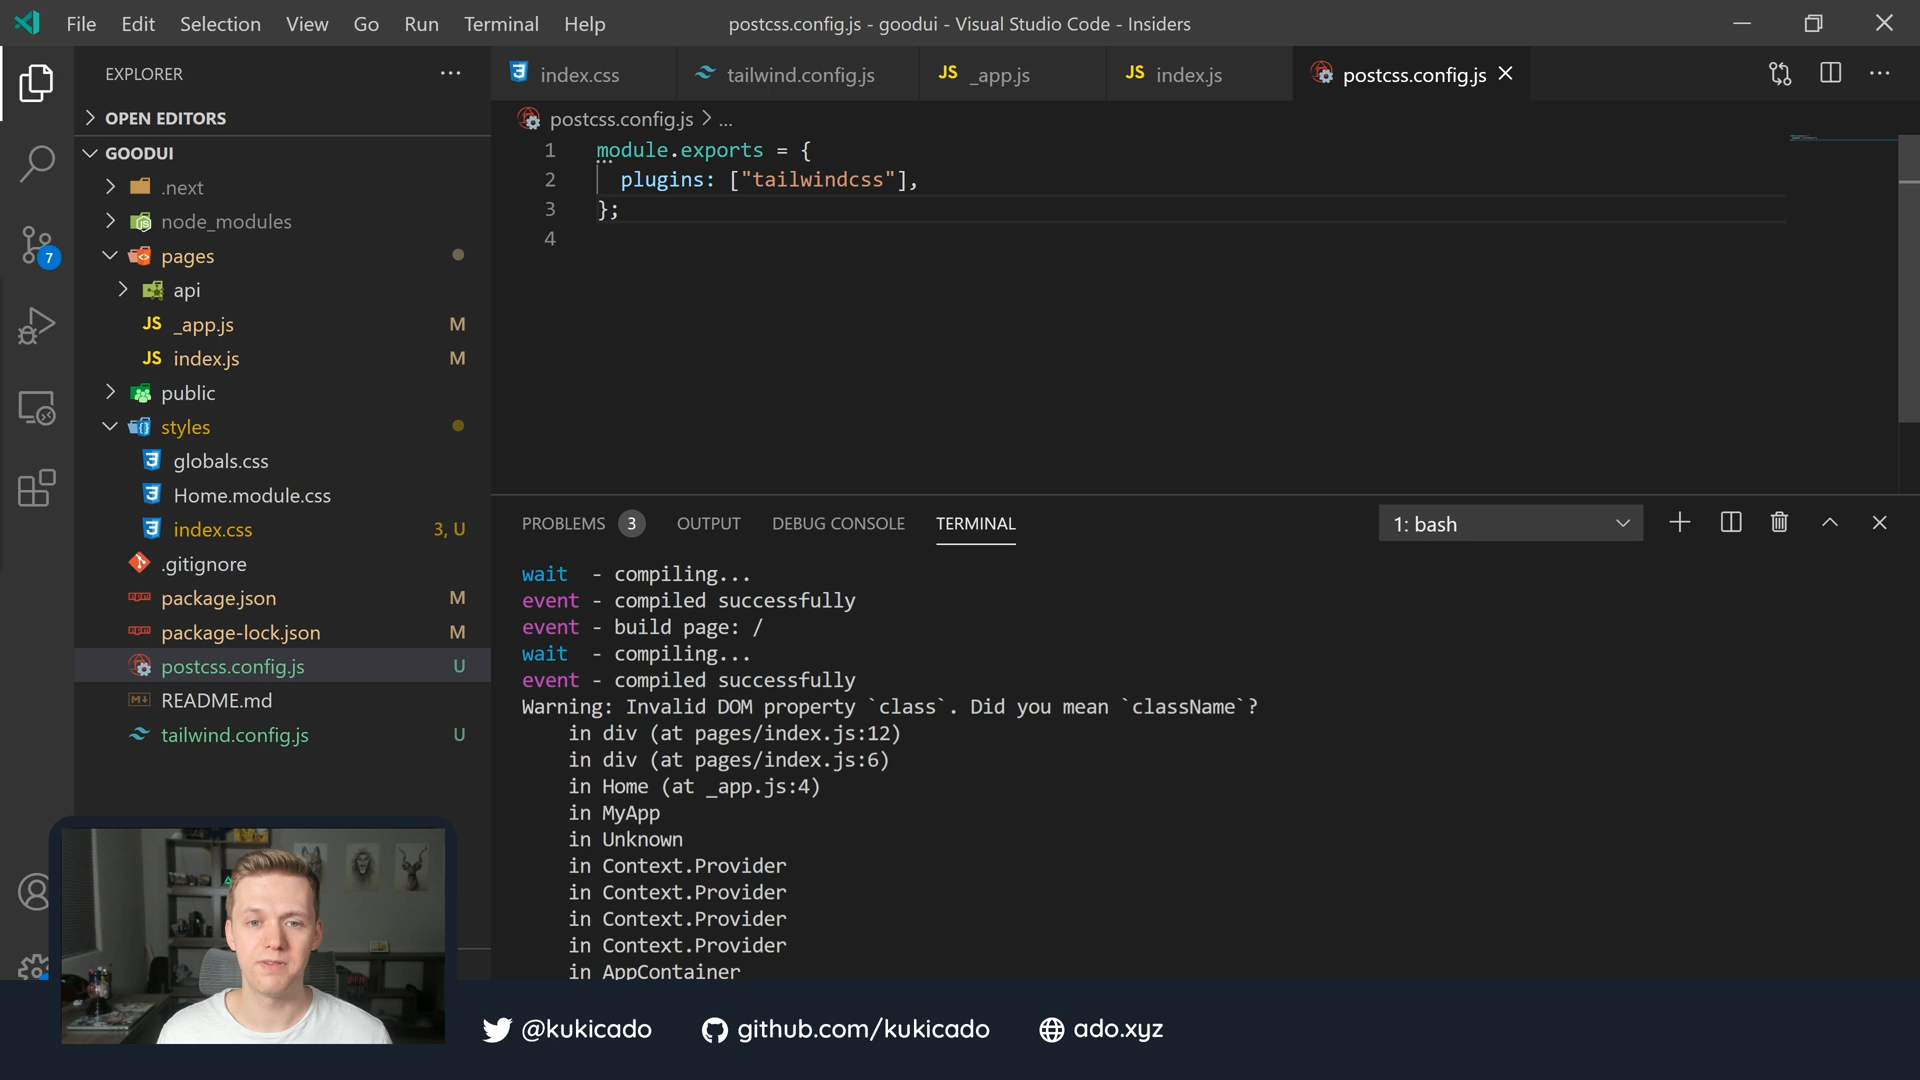 File Edit Selection View Go Run Terminal Help
postcss.config.js - goodui - Visual Studio Code - Insiders
EXPLORER
OPEN EDITORS
GOODUI
.next
node_modules
pages
api
JS _app.js M
JS index.js M
public
styles
globals.css
Home.module.css
index.css 3, U
.gitignore
package.json M
package-lock.json M
postcss.config.js U
README.md
tailwind.config.js U
7
index.css
tailwind.config.js
JS _app.js
JS index.js
postcss.config.js
postcss.config.js > ...
1 module.exports = {
2 plugins: ["tailwindcss"],
3 };
4
PROBLEMS 3 OUTPUT DEBUG CONSOLE TERMINAL
1: bash
wait - compiling...
event - compiled successfully
event - build page: /
wait - compiling...
event - compiled successfully
Warning: Invalid DOM property `class`. Did you mean `className`?
in div (at pages/index.js:12)
in div (at pages/index.js:6)
in Home (at _app.js:4)
in MyApp
in Unknown
in Context.Provider
in Context.Provider
in Context.Provider
in Context.Provider
in AppContainer
@kukicado
github.com/kukicado
ado.xyz